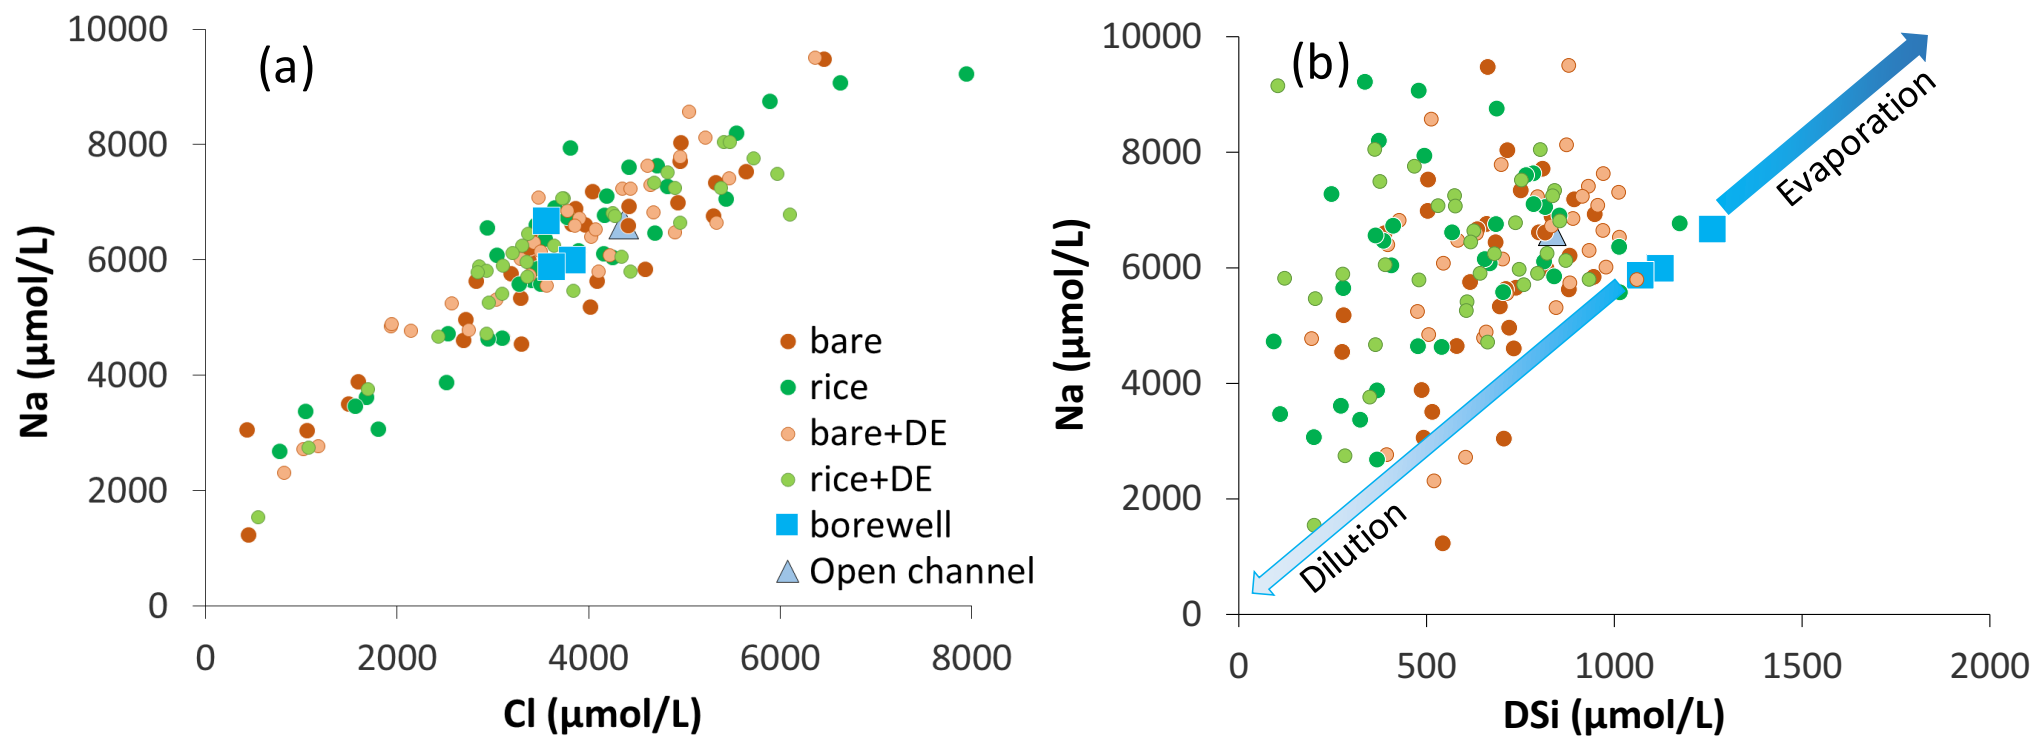 (a)
10000
8000
6000
4000
2000
0
Na (µmol/L)
0 2000 4000 6000 8000
Cl (µmol/L)
bare
rice
bare+DE
rice+DE
borewell
Open channel
(b)
10000
8000
6000
4000
2000
0
Na (µmol/L)
Evaporation
Dilution
0 500 1000 1500 2000
DSi (µmol/L)